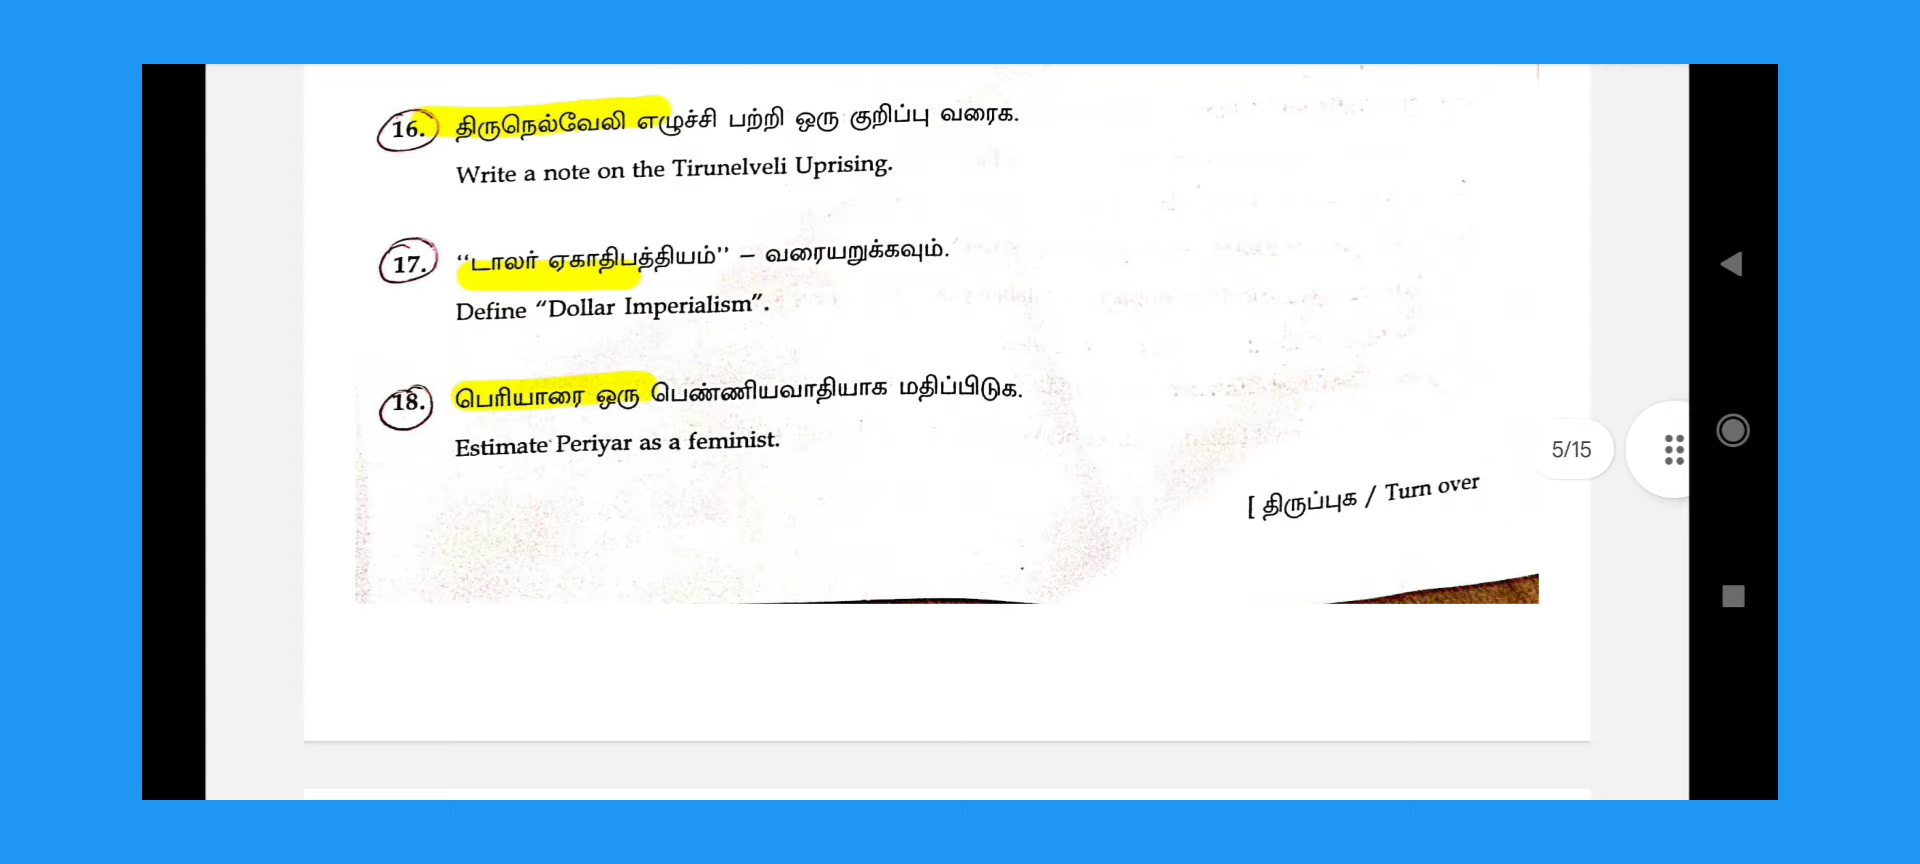 16. திருநெல்வேலி எழுச்சி பற்றி ஒரு குறிப்பு வரைக.
Write a note on the Tirunelveli Uprising.
17. “டாலர் ஏகாதிபத்தியம்” – வரையறுக்கவும்.
Define “Dollar Imperialism”.
18. பெரியாரை ஒரு பெண்ணியவாதியாக மதிப்பிடுக.
Estimate Periyar as a feminist.
5/15
[ திருப்புக / Turn over